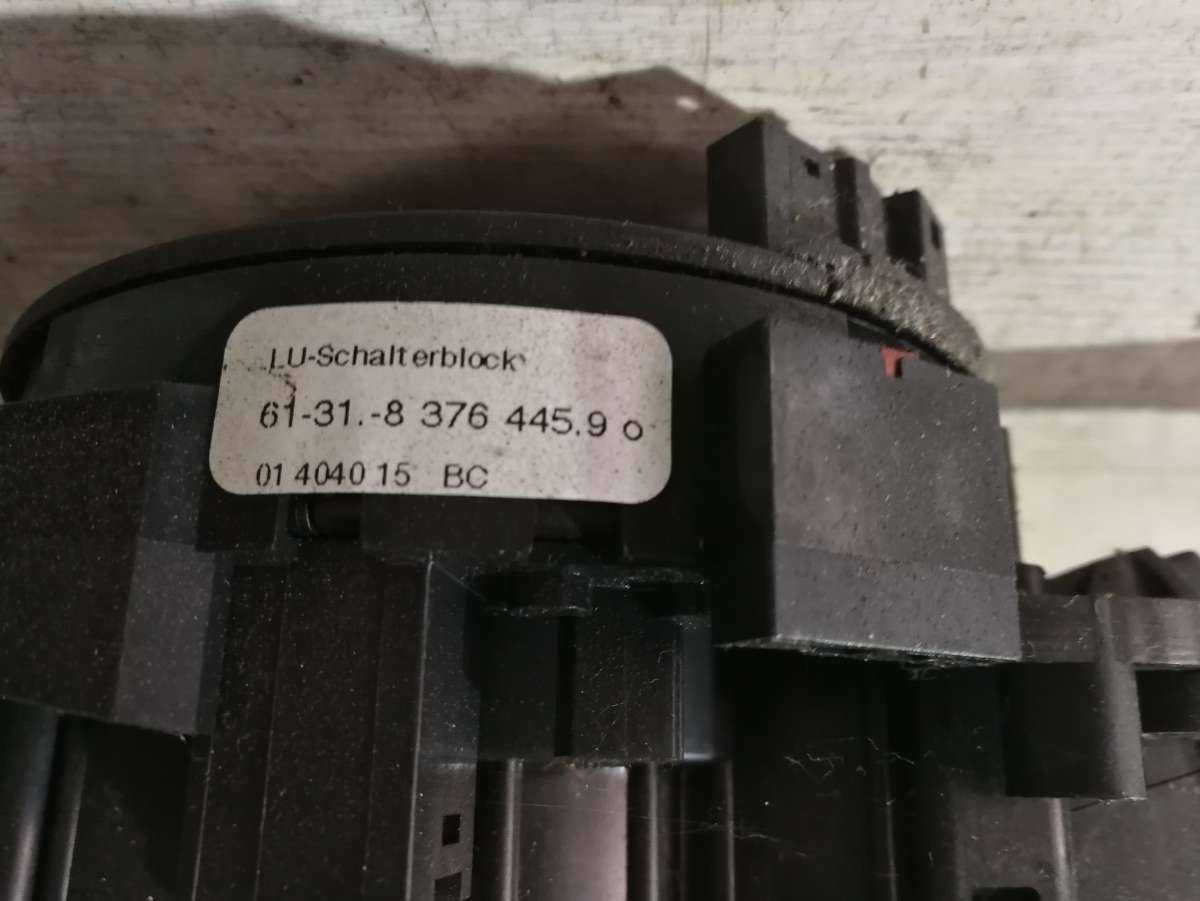 LU-Schalterblock
61-31.-8 376 445.9 o
01 4040 15 BC